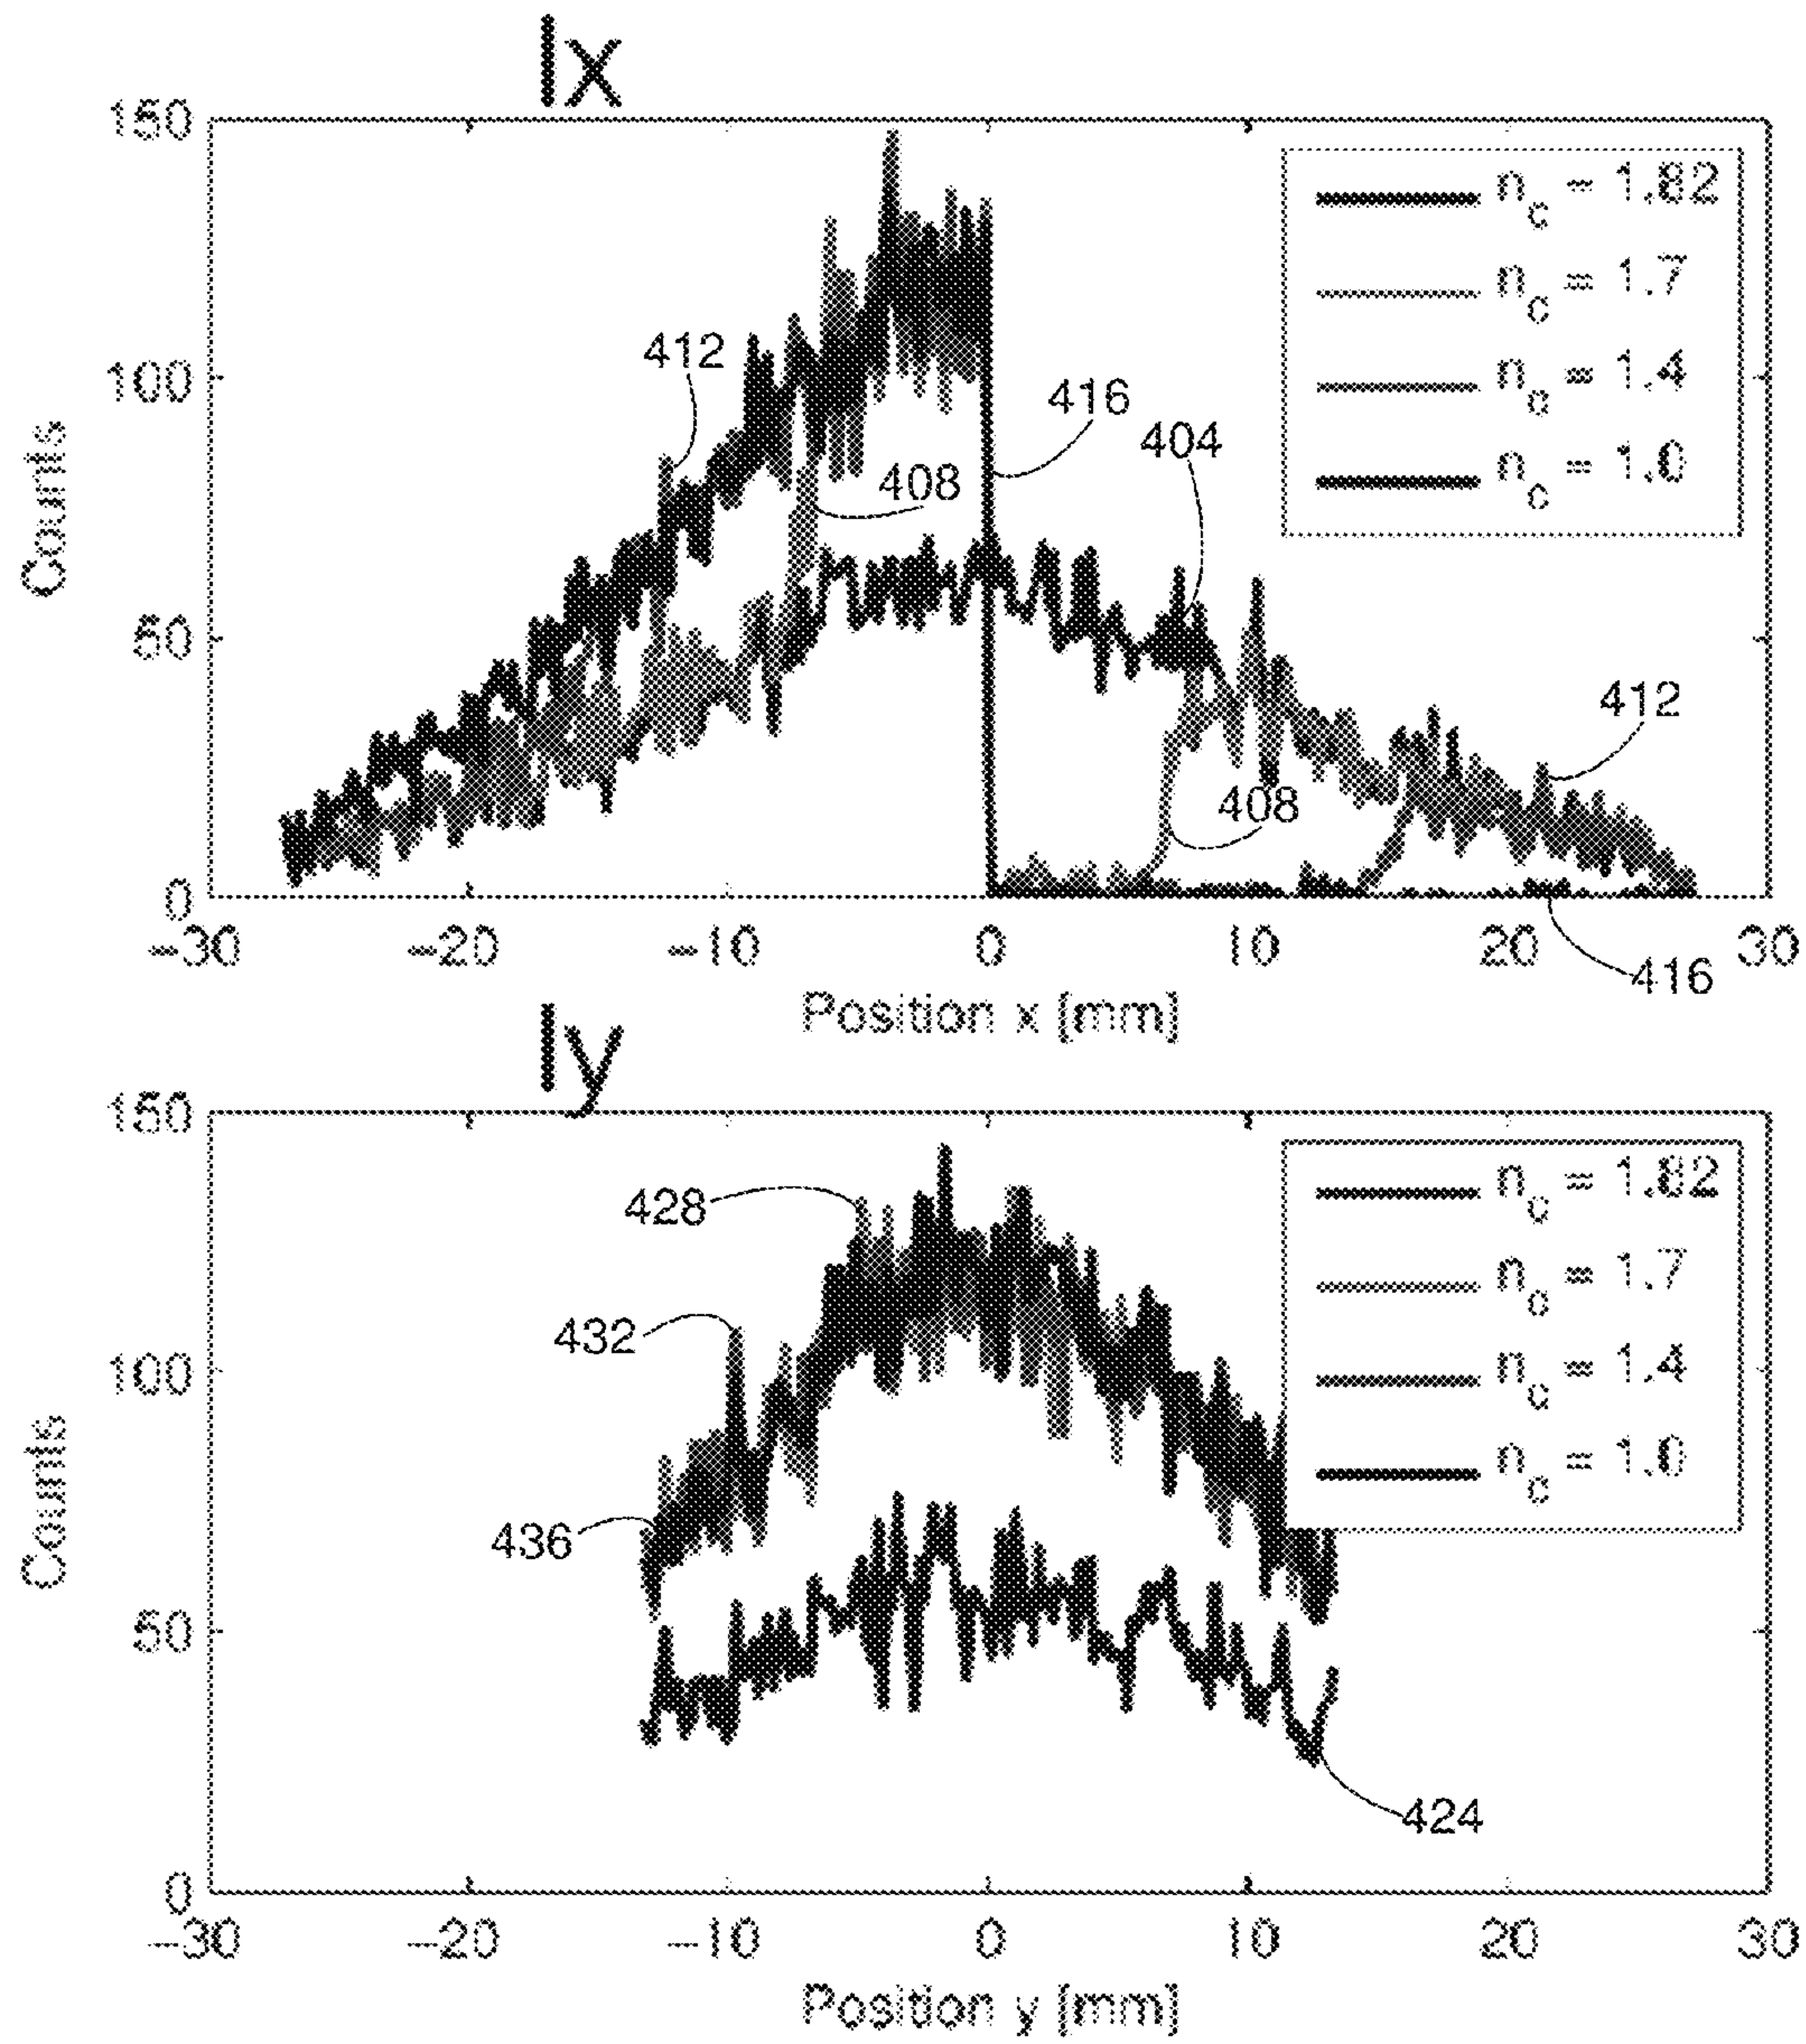 Ix
150
100
50
0
Counts
412
416
404
408
408
412
416
n_c = 1.82
n_c = 1.7
n_c = 1.4
n_c = 1.0
-30 -20 -10 0 10 20 30
Position x [mm]
Iy
150
100
50
0
Counts
428
432
436
424
n_c = 1.82
n_c = 1.7
n_c = 1.4
n_c = 1.0
-30 -20 -10 0 10 20 30
Position y [mm]